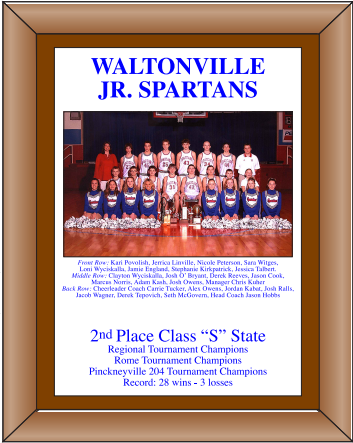 WALTONVILLE
JR. SPARTANS
Front Row: Kari Povolish, Jerrica Linville, Nicole Peterson, Sara Witges,
Loni Wyciskalla, Jamie England, Stephanie Kirkpatrick, Jessica Talbert.
Middle Row: Clayton Wyciskalla, Josh O' Bryant, Derek Reeves, Jason Cook,
Marcus Norris, Adam Kash, Josh Owens, Manager Chris Kuher
Back Row: Cheerleader Coach Carrie Tucker, Alex Owens, Jordan Kabat, Josh Ralls,
Jacob Wagner, Derek Tepovich, Seth McGovern, Head Coach Jason Hobbs
2nd Place Class “S” State
Regional Tournament Champions
Rome Tournament Champions
Pinckneyville 204 Tournament Champions
Record: 28 wins - 3 losses